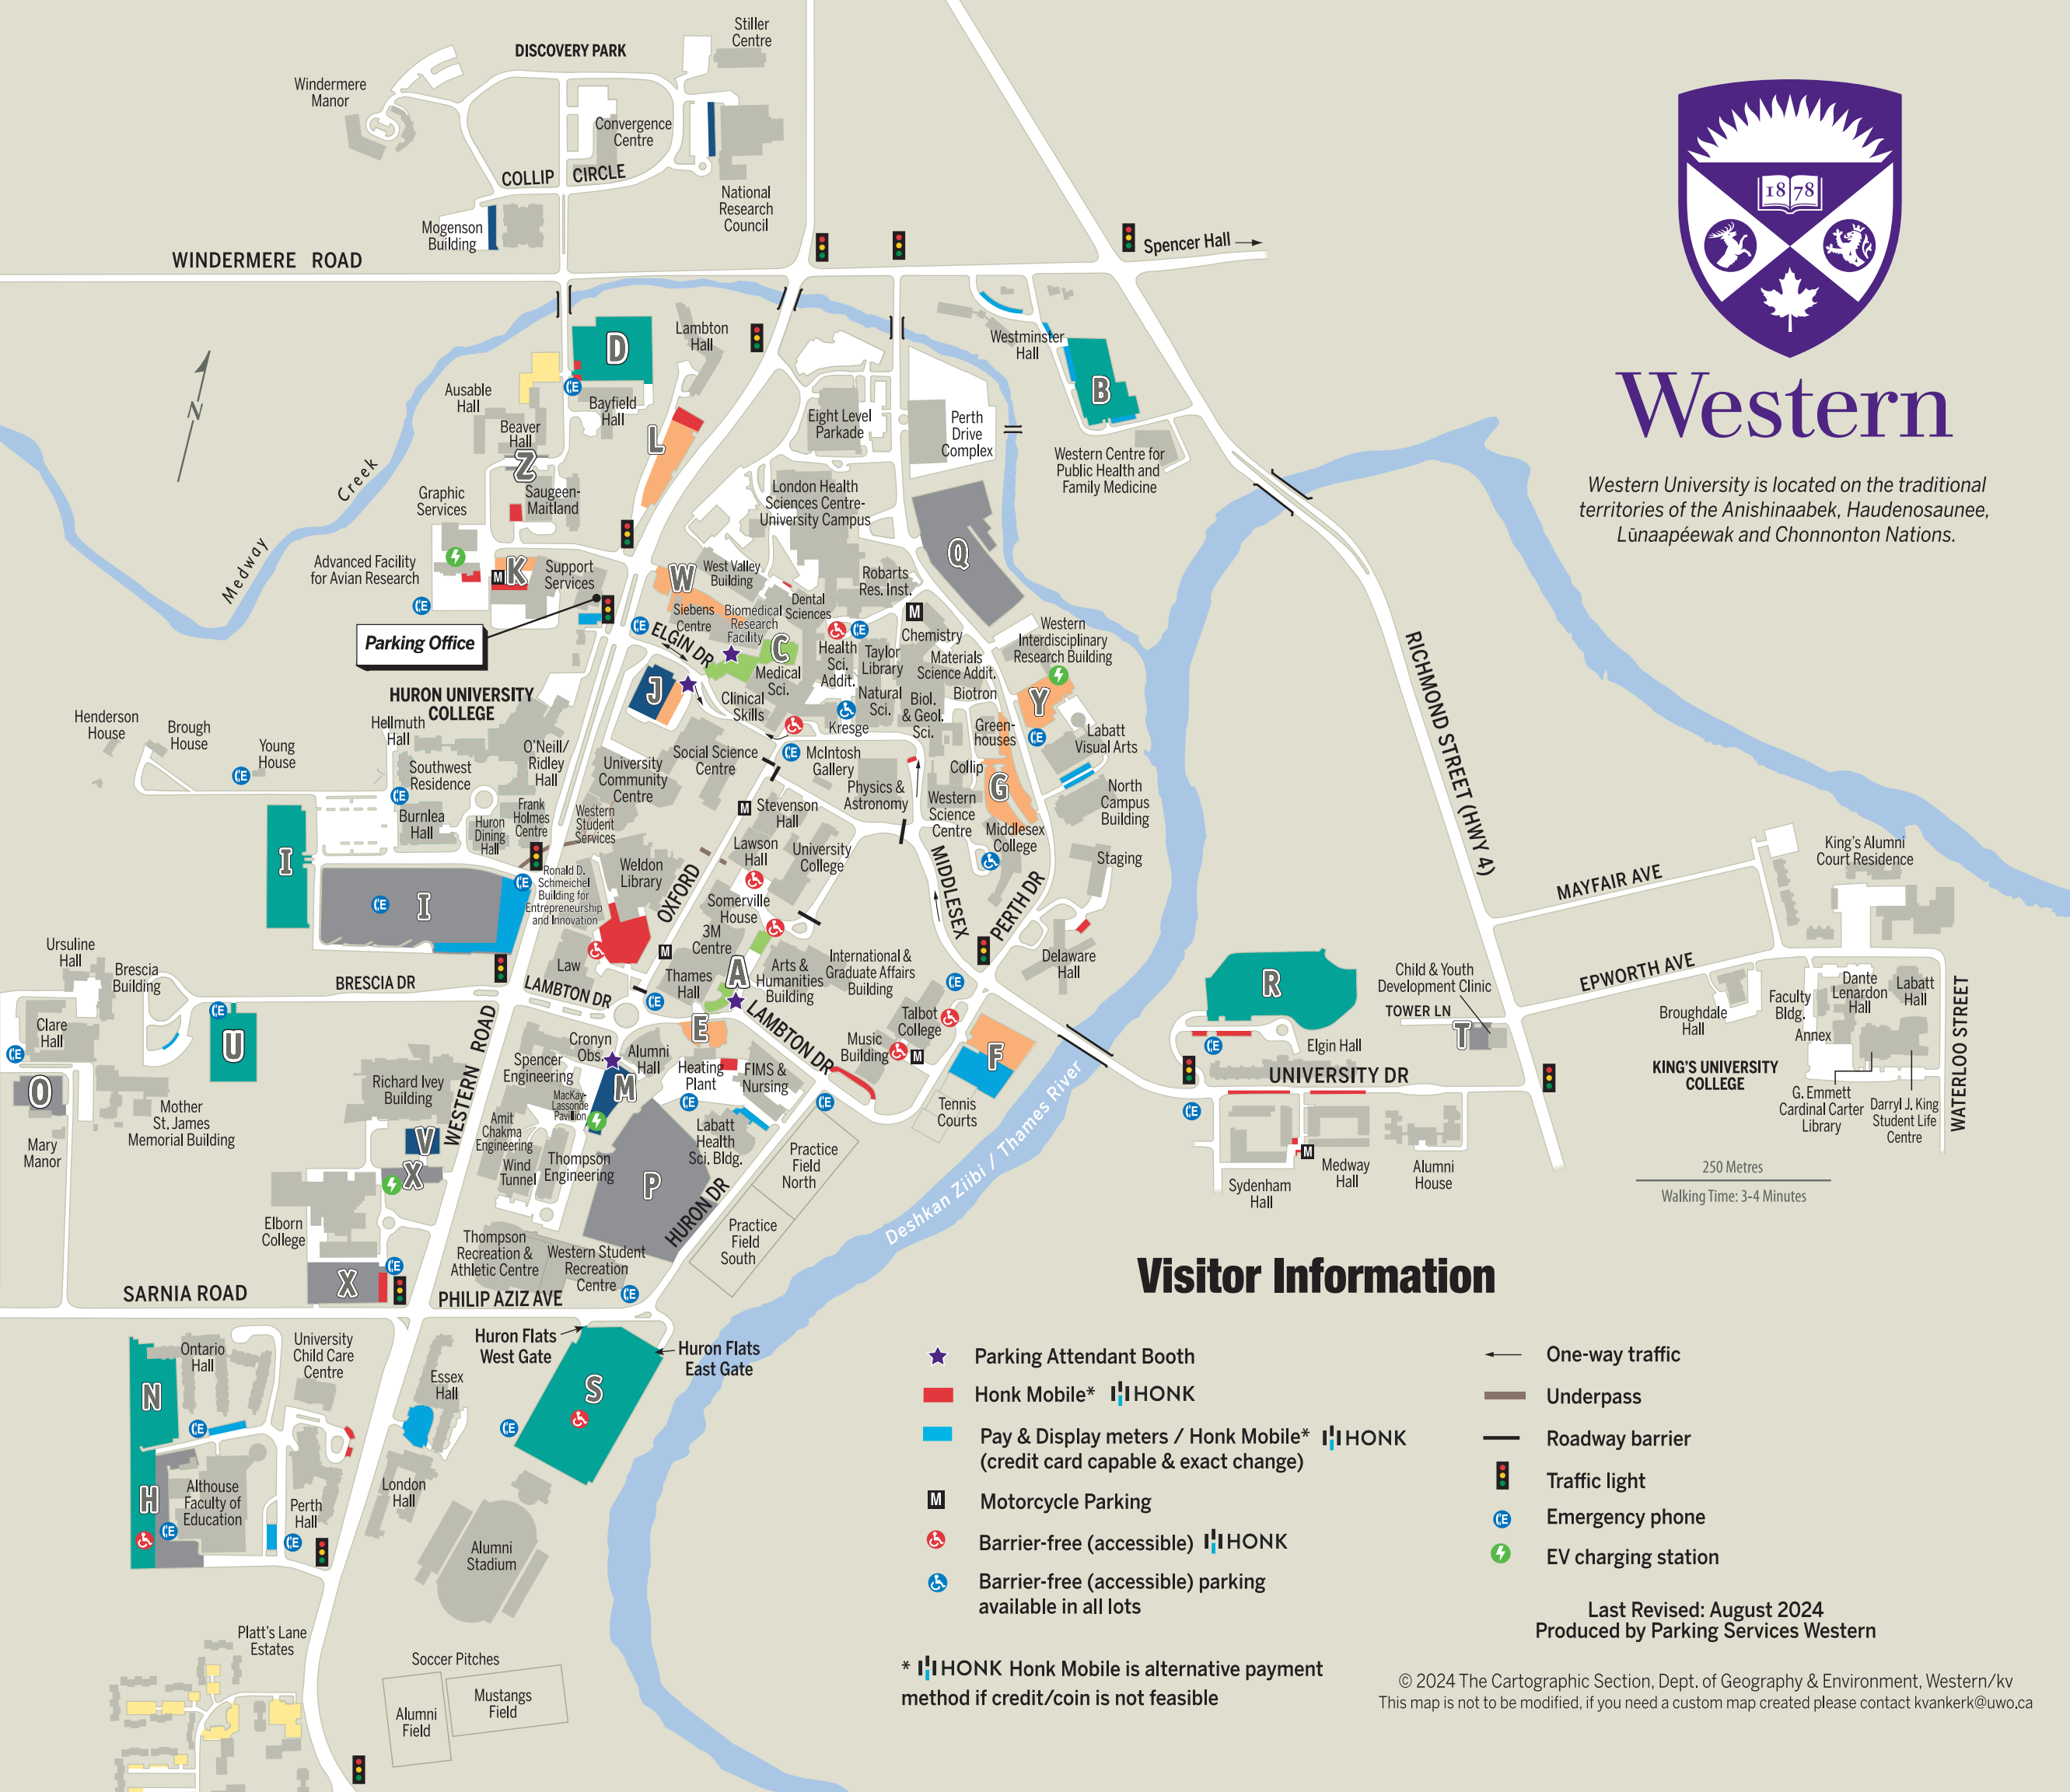 Stiller
Centre
DISCOVERY PARK
Windermere
Manor
Convergence
Centre
COLLIP CIRCLE
National
Research
Council
Mogenson
Building
WINDERMERE ROAD
Spencer Hall
1878
Western
Western University is located on the traditional
territories of the Anishinaabek, Haudenosaunee,
Lūnaapéewak and Chonnonton Nations.
N
D
Lambton
Hall
Westminster
Hall
B
Ausable
Hall
Bayfield
Hall
Beaver
Hall
Z
L
Eight Level
Parkade
Perth
Drive
Complex
Western Centre for
Public Health and
Family Medicine
Medway Creek
Graphic
Services
Saugeen-
Maitland
London Health
Sciences Centre-
University Campus
Q
Advanced Facility
for Avian Research
M
K
Support
Services
W
West Valley
Building
Robarts
Res. Inst.
Siebens
Centre
Biomedical
Research
Facility
Dental
Sciences
M
Chemistry
Western
Interdisciplinary
Research Building
Parking Office
ELGIN DR
C
Medical
Sci.
Health
Sci.
Addit.
Taylor
Library
Materials
Science Addit.
J
Clinical
Skills
Natural
Sci.
Kresge
Biol.
& Geol.
Sci.
Biotron
Y
Green-
houses
Labatt
Visual Arts
HURON UNIVERSITY
COLLEGE
Henderson
House
Brough
House
Young
House
Hellmuth
Hall
Southwest
Residence
O'Neill/
Ridley
Hall
University
Community
Centre
Social Science
Centre
McIntosh
Gallery
Physics &
Astronomy
Collip
G
Western
Science
Centre
North
Campus
Building
Burnlea
Hall
Huron
Dining
Hall
Frank
Holmes
Centre
Western
Student
Services
M
Stevenson
Hall
Lawson
Hall
University
College
Middlesex
College
Staging
I
I
Ronald D.
Schmeichel
Building for
Entrepreneurship
and Innovation
Weldon
Library
OXFORD
Somerville
House
MIDDLESEX
PERTH DR
RICHMOND STREET (HWY 4)
MAYFAIR AVE
King's Alumni
Court Residence
Ursuline
Hall
Brescia
Building
BRESCIA DR
Law
M
LAMBTON DR
3M
Centre
Thames
Hall
A
Arts &
Humanities
Building
International &
Graduate Affairs
Building
Delaware
Hall
R
Child & Youth
Development Clinic
TOWER LN
T
EPWORTH AVE
Broughdale
Hall
Faculty
Bldg.
Annex
Dante
Lenardon
Hall
Labatt
Hall
Clare
Hall
O
U
Mary
Manor
Mother
St. James
Memorial Building
Richard Ivey
Building
WESTERN ROAD
Spencer
Engineering
Cronyn
Obs.
Alumni
Hall
E
LAMBTON DR
Heating
Plant
FIMS &
Nursing
Music
Building
Talbot
College
M
F
Tennis
Courts
Elgin Hall
UNIVERSITY DR
KING'S UNIVERSITY
COLLEGE
G. Emmett
Cardinal Carter
Library
Darryl J. King
Student Life
Centre
WATERLOO STREET
V
X
MacKay-
Lassonde
Pavilion
M
Amit
Chakma
Engineering
Wind
Tunnel
Thompson
Engineering
P
Labatt
Health
Sci. Bldg.
Practice
Field
North
Practice
Field
South
HURON DR
Deshkan Ziibi / Thames River
Sydenham
Hall
M
Medway
Hall
Alumni
House
250 Metres
Walking Time: 3-4 Minutes
Elborn
College
X
Thompson
Recreation &
Athletic Centre
Western Student
Recreation
Centre
SARNIA ROAD
PHILIP AZIZ AVE
Huron Flats
West Gate
Huron Flats
East Gate
S
Ontario
Hall
University
Child Care
Centre
Essex
Hall
N
H
Althouse
Faculty of
Education
Perth
Hall
London
Hall
Alumni
Stadium
Platt's Lane
Estates
Soccer Pitches
Alumni
Field
Mustangs
Field
Visitor Information
Parking Attendant Booth
Honk Mobile* HONK
Pay & Display meters / Honk Mobile* HONK
(credit card capable & exact change)
M Motorcycle Parking
Barrier-free (accessible) HONK
Barrier-free (accessible) parking
available in all lots
* HONK Honk Mobile is alternative payment
method if credit/coin is not feasible
One-way traffic
Underpass
Roadway barrier
Traffic light
Emergency phone
EV charging station
Last Revised: August 2024
Produced by Parking Services Western
© 2024 The Cartographic Section, Dept. of Geography & Environment, Western/kv
This map is not to be modified, if you need a custom map created please contact kvankerk@uwo.ca